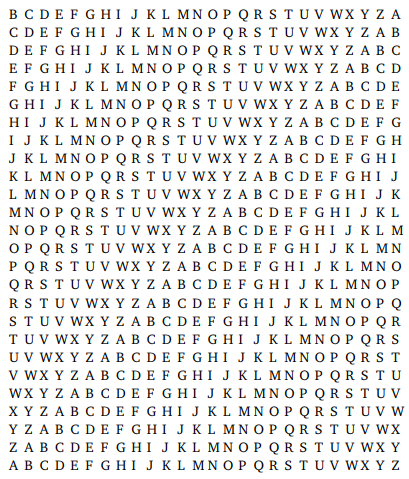 B C D E F G H I J K L M N O P Q R S T U V W X Y Z A
C D E F G H I J K L M N O P Q R S T U V W X Y Z A B
D E F G H I J K L M N O P Q R S T U V W X Y Z A B C
E F G H I J K L M N O P Q R S T U V W X Y Z A B C D
F G H I J K L M N O P Q R S T U V W X Y Z A B C D E
G H I J K L M N O P Q R S T U V W X Y Z A B C D E F
H I J K L M N O P Q R S T U V W X Y Z A B C D E F G
I J K L M N O P Q R S T U V W X Y Z A B C D E F G H
J K L M N O P Q R S T U V W X Y Z A B C D E F G H I
K L M N O P Q R S T U V W X Y Z A B C D E F G H I J
L M N O P Q R S T U V W X Y Z A B C D E F G H I J K
M N O P Q R S T U V W X Y Z A B C D E F G H I J K L
N O P Q R S T U V W X Y Z A B C D E F G H I J K L M
O P Q R S T U V W X Y Z A B C D E F G H I J K L M N
P Q R S T U V W X Y Z A B C D E F G H I J K L M N O
Q R S T U V W X Y Z A B C D E F G H I J K L M N O P
R S T U V W X Y Z A B C D E F G H I J K L M N O P Q
S T U V W X Y Z A B C D E F G H I J K L M N O P Q R
T U V W X Y Z A B C D E F G H I J K L M N O P Q R S
U V W X Y Z A B C D E F G H I J K L M N O P Q R S T
V W X Y Z A B C D E F G H I J K L M N O P Q R S T U
W X Y Z A B C D E F G H I J K L M N O P Q R S T U V
X Y Z A B C D E F G H I J K L M N O P Q R S T U V W
Y Z A B C D E F G H I J K L M N O P Q R S T U V W X
Z A B C D E F G H I J K L M N O P Q R S T U V W X Y
A B C D E F G H I J K L M N O P Q R S T U V W X Y Z